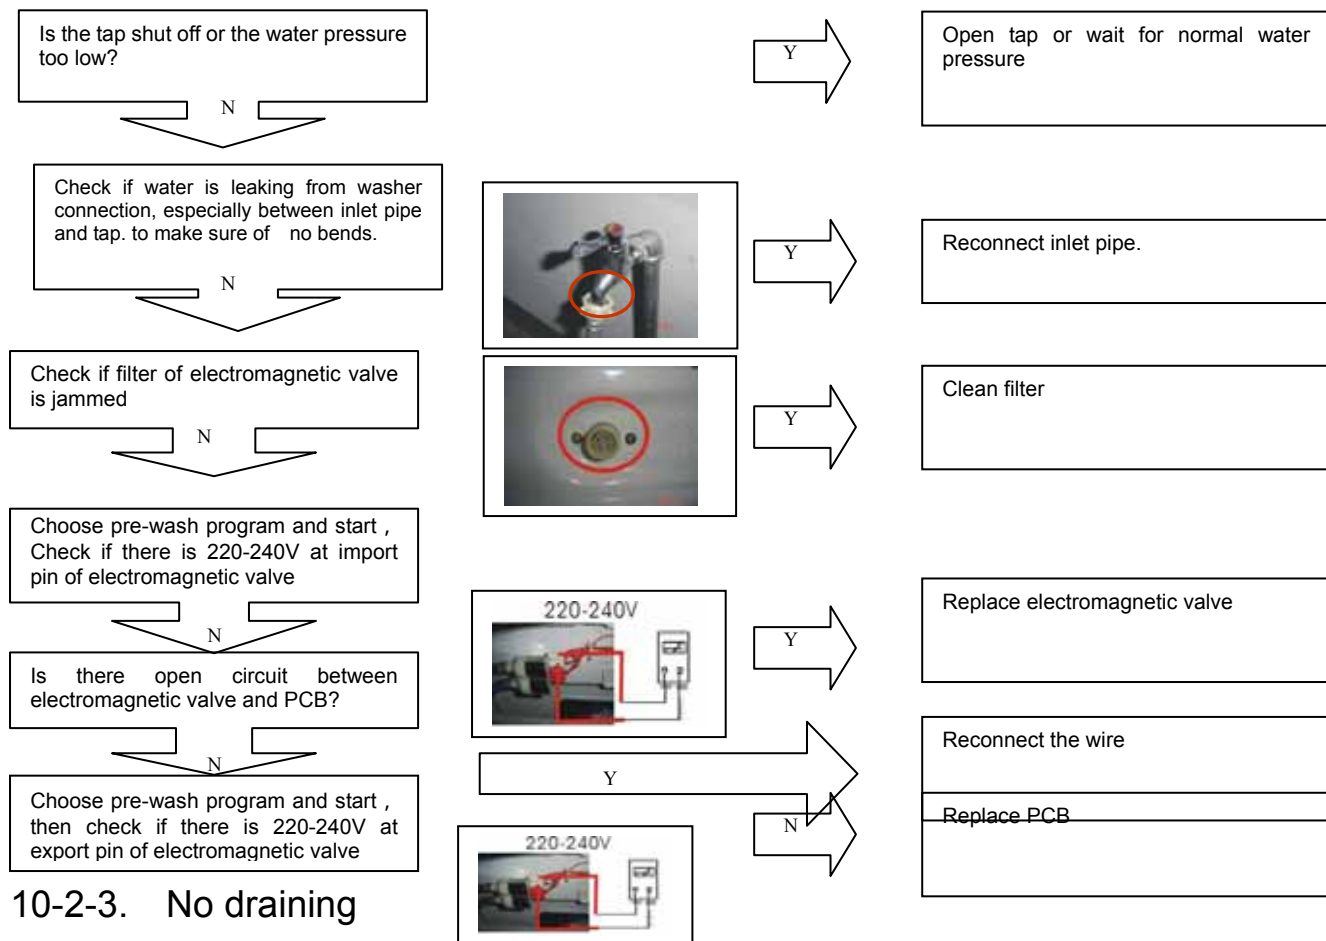 Is the tap shut off or the water pressure
too low?
Y
Open tap or wait for normal water
pressure
N
Check if water is leaking from washer
connection, especially between inlet pipe
and tap. to make sure of no bends.
Y
Reconnect inlet pipe.
N
Check if filter of electromagnetic valve
is jammed
Y
Clean filter
N
Choose pre-wash program and start ,
Check if there is 220-240V at import
pin of electromagnetic valve
220-240V
Y
Replace electromagnetic valve
N
Is there open circuit between
electromagnetic valve and PCB?
Y
Reconnect the wire
N
Choose pre-wash program and start ,
then check if there is 220-240V at
export pin of electromagnetic valve
220-240V
N
Replace PCB
10-2-3. No draining